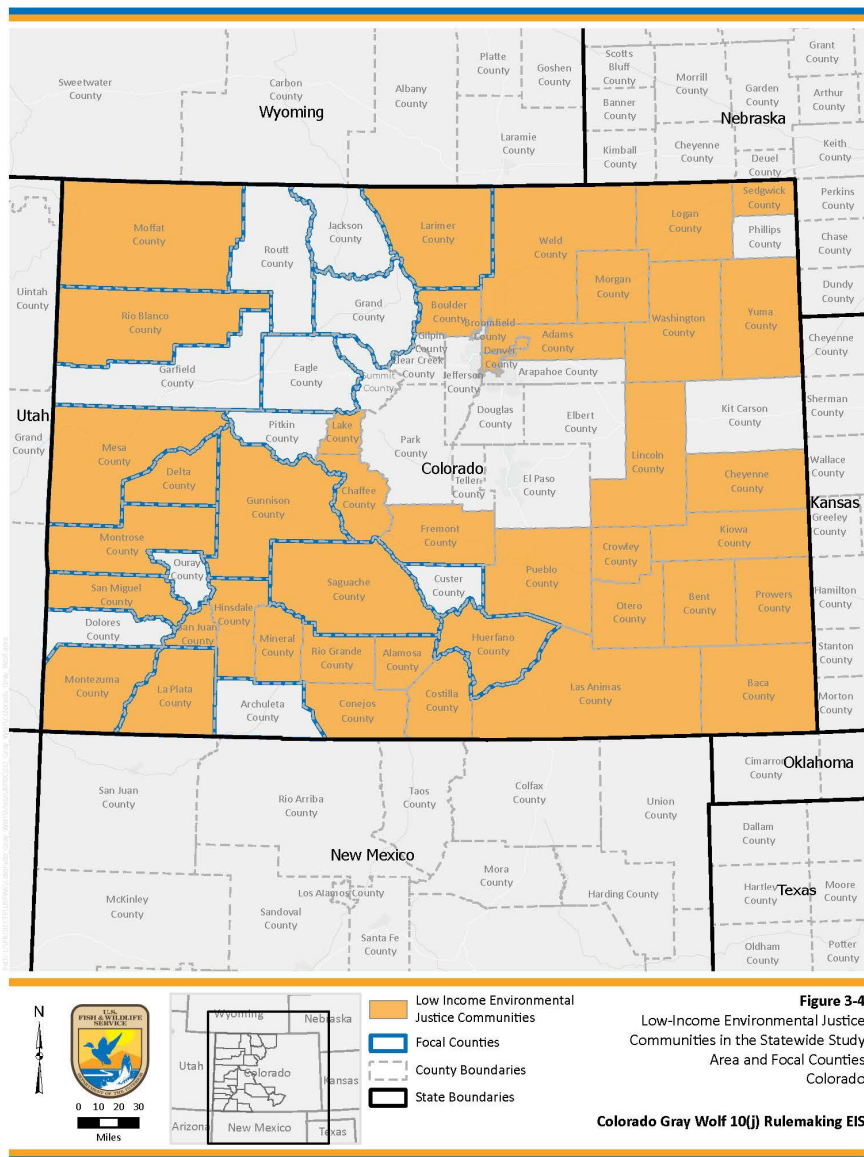 Platte
County
Goshen
County
Scotts
Bluff
County
Grant
County
Sweetwater
County
Carbon
County
Albany
County
Morrill
County
Garden
County
Arthur
County
Wyoming
Banner
County
Nebraska
Laramie
County
Kimball
County
Cheyenne
County
Deuel
County
Keith
County
Moffat
County
Routt
County
Jackson
County
Larimer
County
Weld
County
Logan
County
Sedgwick
County
Phillips
County
Perkins
County
Chase
County
Uintah
County
Rio Blanco
County
Grand
County
Boulder
County
Morgan
County
Washington
County
Yuma
County
Dundy
County
Broomfield
County
Gilpin
County
Clear Creek
County
Adams
County
Denver
County
Cheyenne
County
Garfield
County
Eagle
County
Summit
County
Jefferson
County
Arapahoe County
Utah
Grand
County
Pitkin
County
Lake
County
Park
County
Douglas
County
Elbert
County
Kit Carson
County
Sherman
County
Mesa
County
Delta
County
Colorado
Lincoln
County
Wallace
County
Gunnison
County
Chaffee
County
Teller
County
El Paso
County
Cheyenne
County
Kansas
Greeley
County
Montrose
County
Fremont
County
Crowley
County
Kiowa
County
Ouray
County
Saguache
County
Custer
County
Pueblo
County
San Miguel
County
Hinsdale
County
Otero
County
Bent
County
Prowers
County
Hamilton
County
Dolores
County
San Juan
County
Mineral
County
Rio Grande
County
Alamosa
County
Huerfano
County
Stanton
County
Montezuma
County
La Plata
County
Archuleta
County
Conejos
County
Costilla
County
Las Animas
County
Baca
County
Morton
County
San Juan
County
Rio Arriba
County
Taos
County
Colfax
County
Union
County
Cimarron
County
Oklahoma
Dallam
County
New Mexico
Mora
County
Harding County
McKinley
County
Los Alamos County
Sandoval
County
Santa Fe
County
Hartley
County
Texas
Moore
County
Oldham
County
Potter
County
N
U.S.
FISH & WILDLIFE
SERVICE
DEPARTMENT OF THE INTERIOR
0 10 20 30
Miles
Wyoming
Nebraska
Utah
Colorado
Kansas
Arizona
New Mexico
Texas
Low Income Environmental
Justice Communities
Focal Counties
County Boundaries
State Boundaries
Figure 3-4
Low-Income Environmental Justice
Communities in the Statewide Study
Area and Focal Counties
Colorado
Colorado Gray Wolf 10(j) Rulemaking EIS